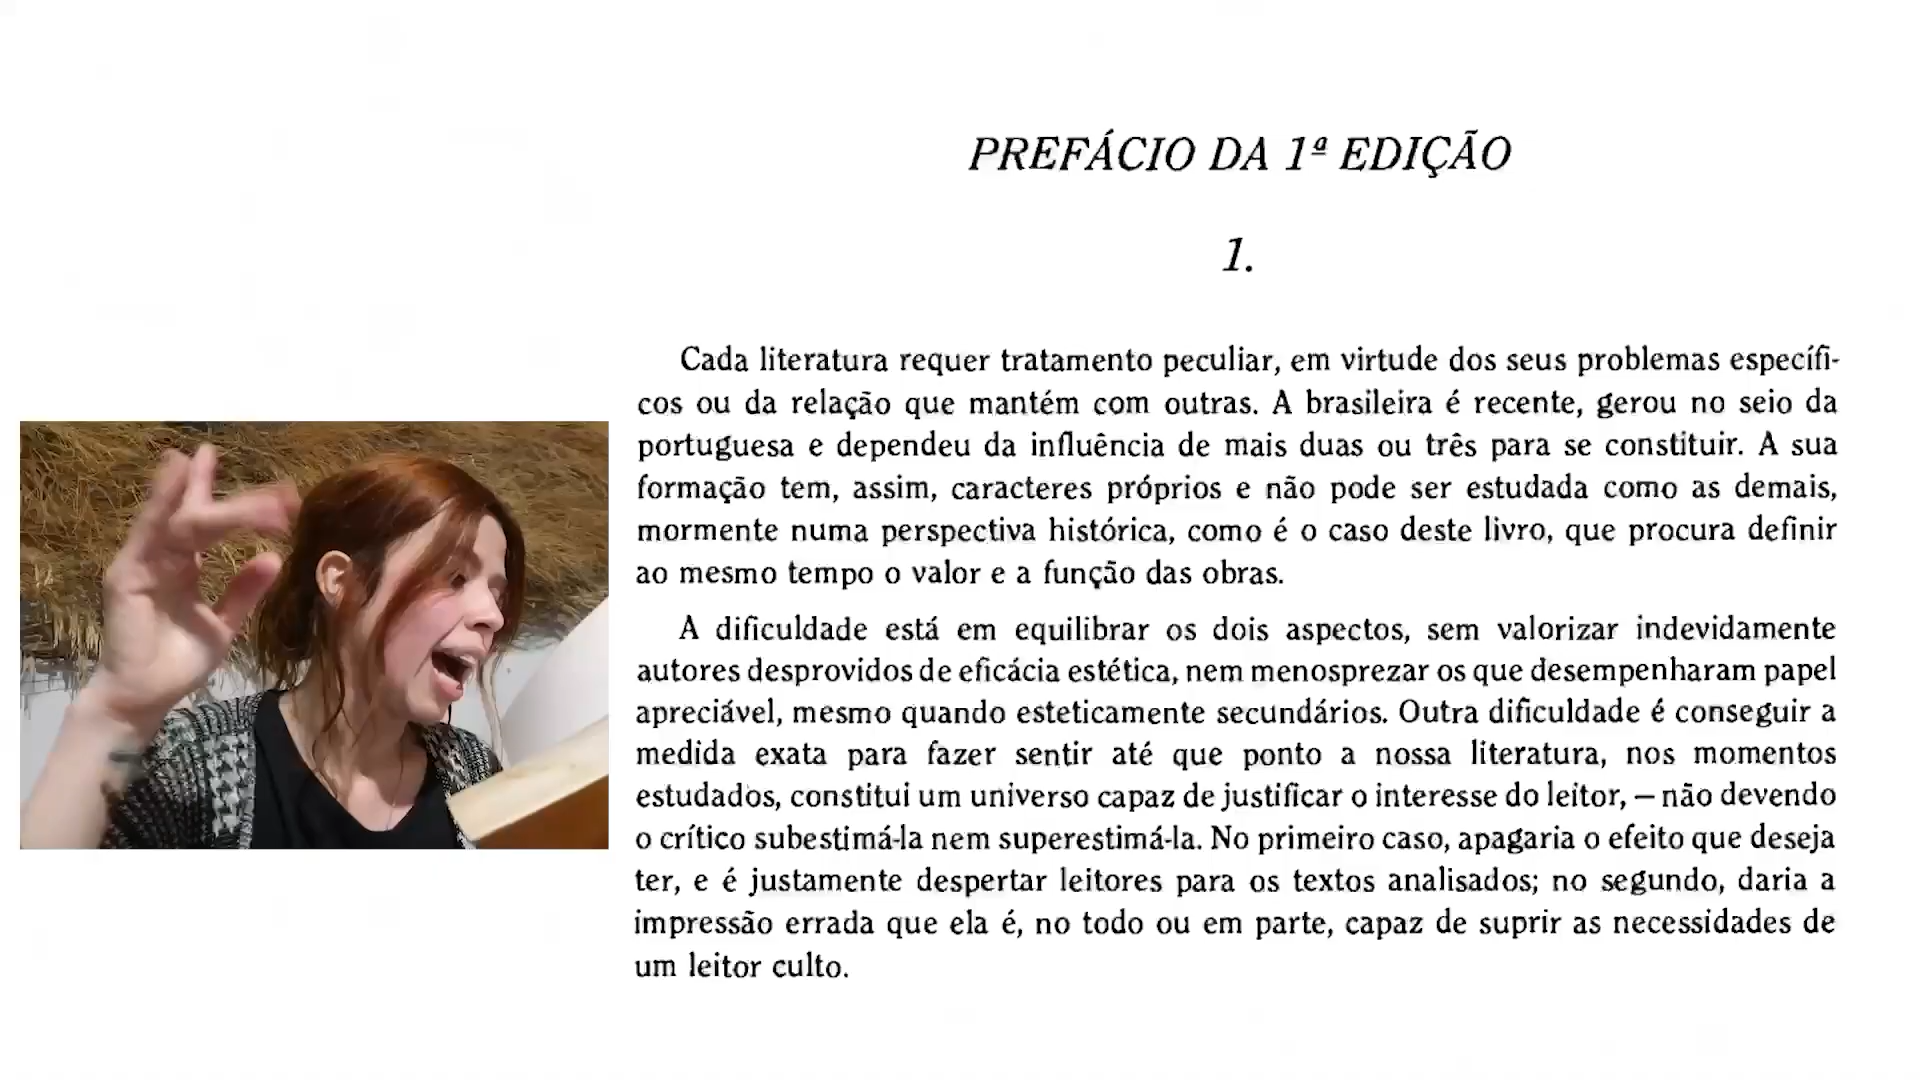 PREFÁCIO DA 1ª EDIÇÃO
1.
Cada literatura requer tratamento peculiar, em virtude dos seus problemas específi-
cos ou da relação que mantém com outras. A brasileira é recente, gerou no seio da
portuguesa e dependeu da influência de mais duas ou três para se constituir. A sua
formação tem, assim, caracteres próprios e não pode ser estudada como as demais,
mormente numa perspectiva histórica, como é o caso deste livro, que procura definir
ao mesmo tempo o valor e a função das obras.
A dificuldade está em equilibrar os dois aspectos, sem valorizar indevidamente
autores desprovidos de eficácia estética, nem menosprezar os que desempenharam papel
apreciável, mesmo quando esteticamente secundários. Outra dificuldade é conseguir a
medida exata para fazer sentir até que ponto a nossa literatura, nos momentos
estudados, constitui um universo capaz de justificar o interesse do leitor, — não devendo
o crítico subestimá-la nem superestimá-la. No primeiro caso, apagaria o efeito que deseja
ter, e é justamente despertar leitores para os textos analisados; no segundo, daria a
impressão errada que ela é, no todo ou em parte, capaz de suprir as necessidades de
um leitor culto.